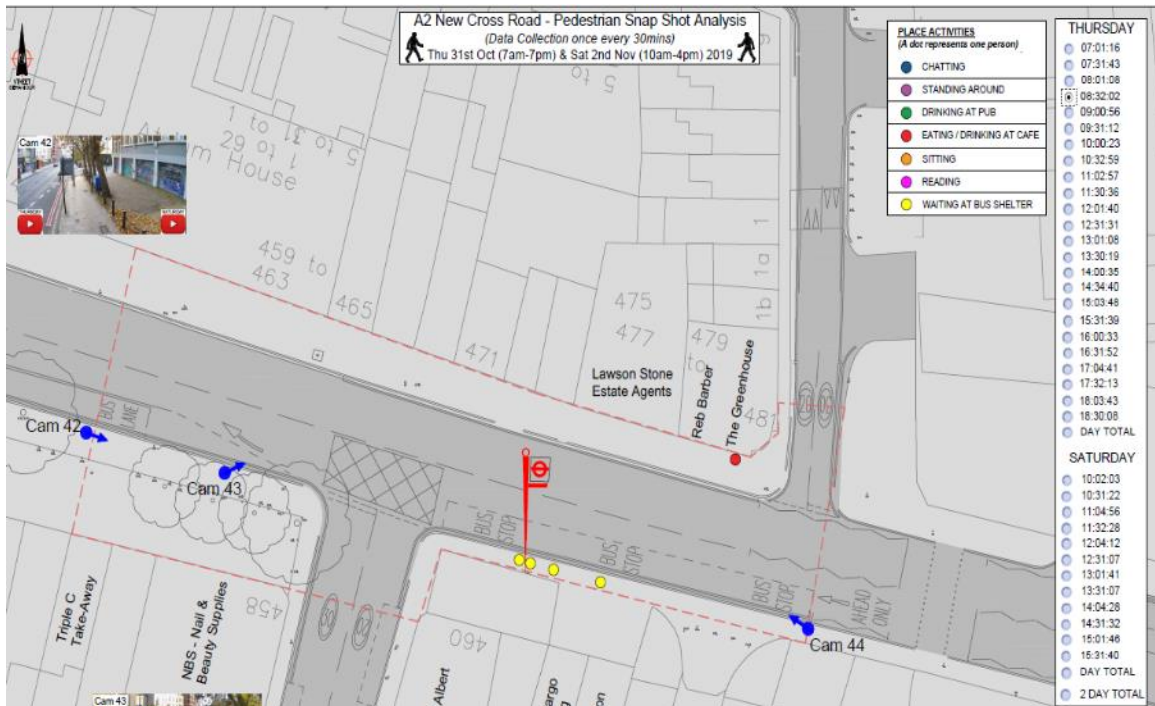 A2 New Cross Road - Pedestrian Snap Shot Analysis
(Data Collection once every 30mins)
Thu 31st Oct (7am-7pm) & Sat 2nd Nov (10am-4pm) 2019
PLACE ACTIVITIES
(A dot represents one person)
CHATTING
STANDING AROUND
DRINKING AT PUB
EATING / DRINKING AT CAFE
SITTING
READING
WAITING AT BUS SHELTER
THURSDAY
07:01:16
07:31:43
08:01:08
08:32:02
09:00:56
09:31:12
10:00:23
10:32:59
11:02:57
11:30:36
12:01:40
12:31:31
13:01:08
13:30:19
14:00:35
14:34:40
15:03:48
15:31:39
16:00:33
16:31:52
17:04:41
17:32:13
18:03:43
18:30:08
DAY TOTAL
SATURDAY
10:02:03
10:31:22
11:04:56
11:32:28
12:04:12
12:31:07
13:01:41
13:31:07
14:04:28
14:31:32
15:01:46
15:31:40
DAY TOTAL
2 DAY TOTAL
Cam 42
1 to
29 to
5 to
House
459 to
463
465
471
475
477
479
to
481
1b
1a
1
5 to
Lawson Stone
Estate Agents
Reb Barber
The Greenhouse
Cam 42
BUS
LANE
Cam 43
BUS
STOP
BUS
STOP
BUS
STOP
AHEAD
ONLY
Cam 44
Triple C
Take-Away
NBS - Nail &
Beauty Supplies
458
460
Albert
Cam 43